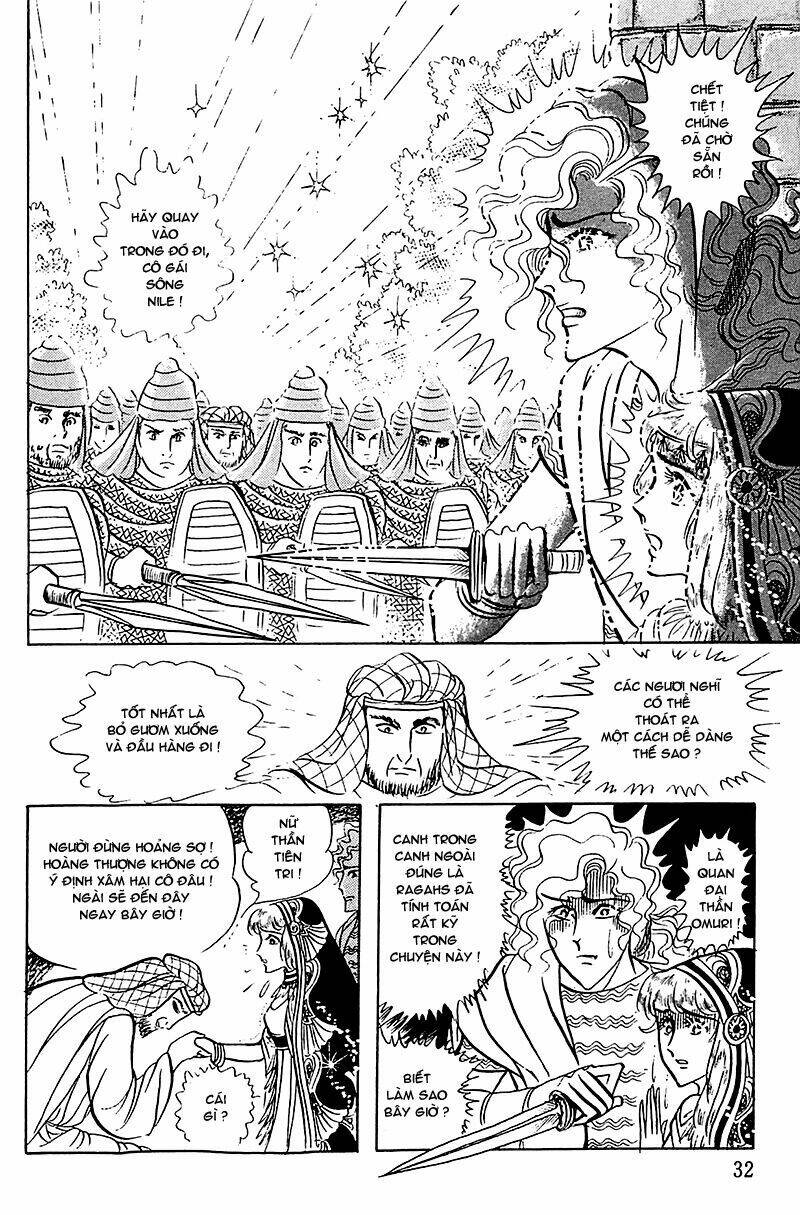 CHẾT
TIỆT !
CHÚNG
ĐÃ CHỜ
SẴN
RỒI !
HÃY QUAY
VÀO
TRONG ĐÓ ĐI,
CÔ GÁI
SÔNG
NILE !
CÁC NGƯƠI NGHĨ
CÓ THỂ
THOÁT RA
MỘT CÁCH DỄ DÀNG
THẾ SAO ?
TỐT NHẤT LÀ
BỎ GƯƠM XUỐNG
VÀ ĐẦU HÀNG ĐI !
LÀ
QUAN
ĐẠI
THẦN
OMURI !
CANH TRONG
CANH NGOÀI
ĐÚNG LÀ
RAGAHS ĐÃ
TÍNH TOÁN
RẤT KỸ
TRONG
CHUYỆN NÀY !
BIẾT
LÀM SAO
BÂY GIỜ ?
NỮ
THẦN
TIÊN
TRI !
NGƯỜI ĐỪNG HOẢNG SỢ !
HOÀNG THƯỢNG KHÔNG CÓ
Ý ĐỊNH XÂM HẠI CÔ ĐÂU !
NGÀI SẼ ĐẾN ĐÂY
NGAY BÂY GIỜ !
CÁI
GÌ ?
32